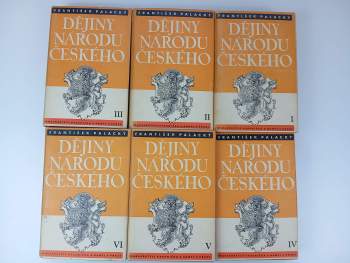 FRANTIŠEK PALACKÝ
DĚJINY
NÁRODU
ČESKÉHO
III
FRANTIŠEK PALACKÝ
DĚJINY
NÁRODU
ČESKÉHO
II
FRANTIŠEK PALACKÝ
DĚJINY
NÁRODU
ČESKÉHO
I
FRANTIŠEK PALACKÝ
DĚJINY
NÁRODU
ČESKÉHO
VI
FRANTIŠEK PALACKÝ
DĚJINY
NÁRODU
ČESKÉHO
V
FRANTIŠEK PALACKÝ
DĚJINY
NÁRODU
ČESKÉHO
IV